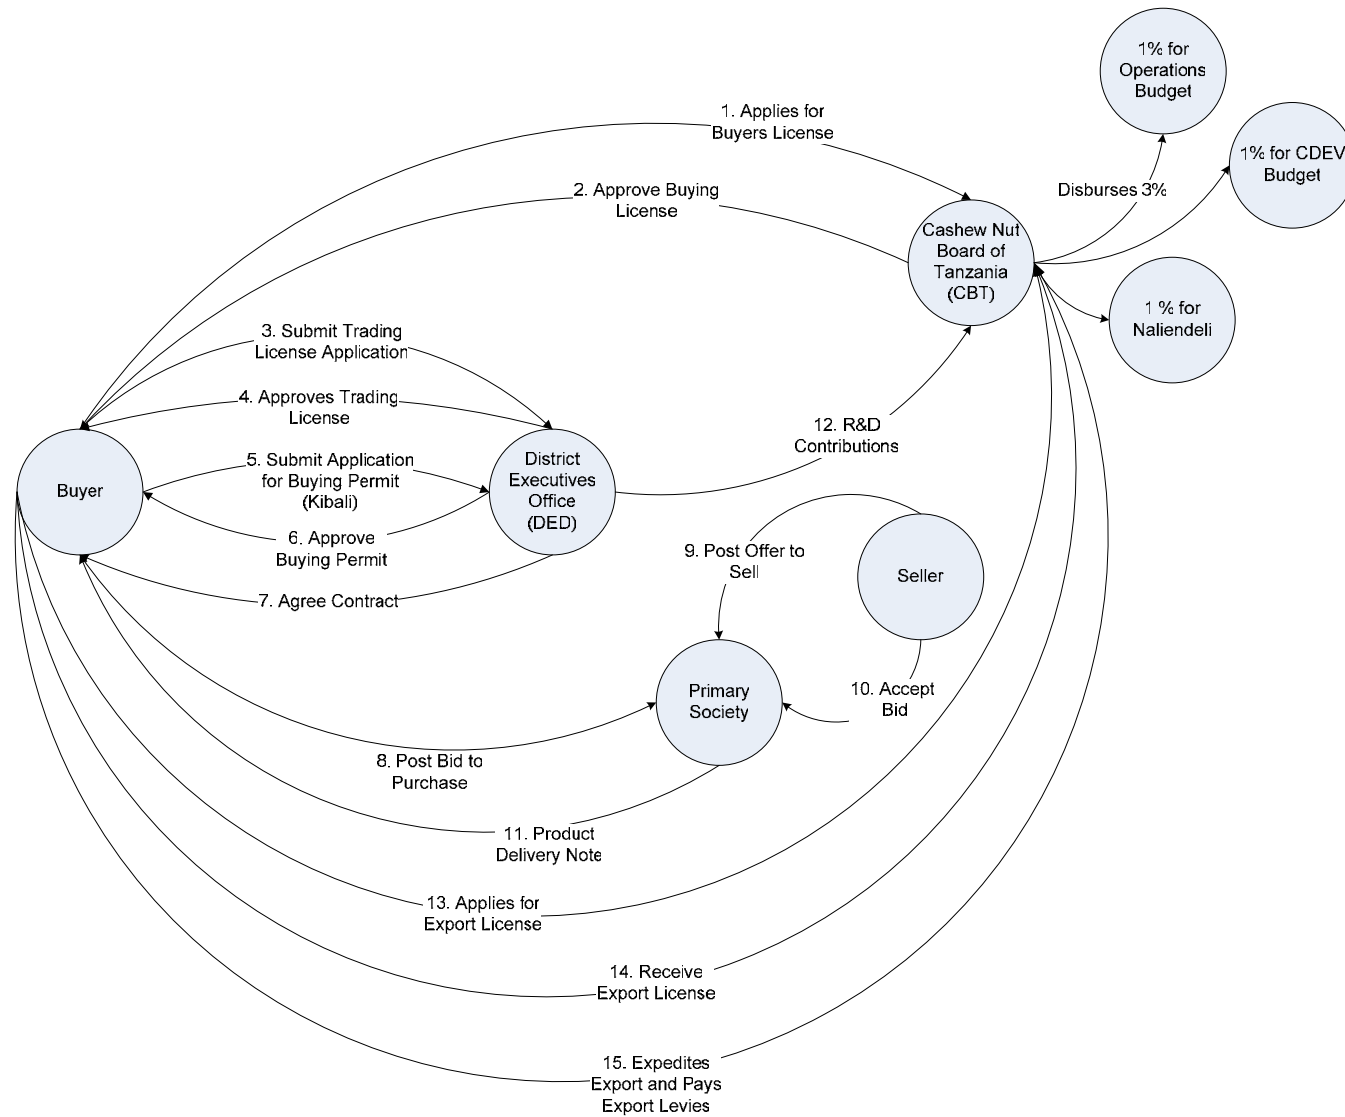 1% for
Operations
Budget
1. Applies for
Buyers License
1% for CDEV
Budget
Disburses 3%
2. Approve Buying
License
Cashew Nut
Board of
Tanzania
(CBT)
1 % for
Naliendeli
3. Submit Trading
License Application
4. Approves Trading
License
12. R&D
Contributions
5. Submit Application
for Buying Permit
(Kibali)
District
Executives
Office
(DED)
Buyer
6. Approve
Buying Permit
9. Post Offer to
Sell
Seller
7. Agree Contract
Primary
Society
10. Accept
Bid
8. Post Bid to
Purchase
11. Product
Delivery Note
13. Applies for
Export License
14. Receive
Export License
15. Expedites
Export and Pays
Export Levies